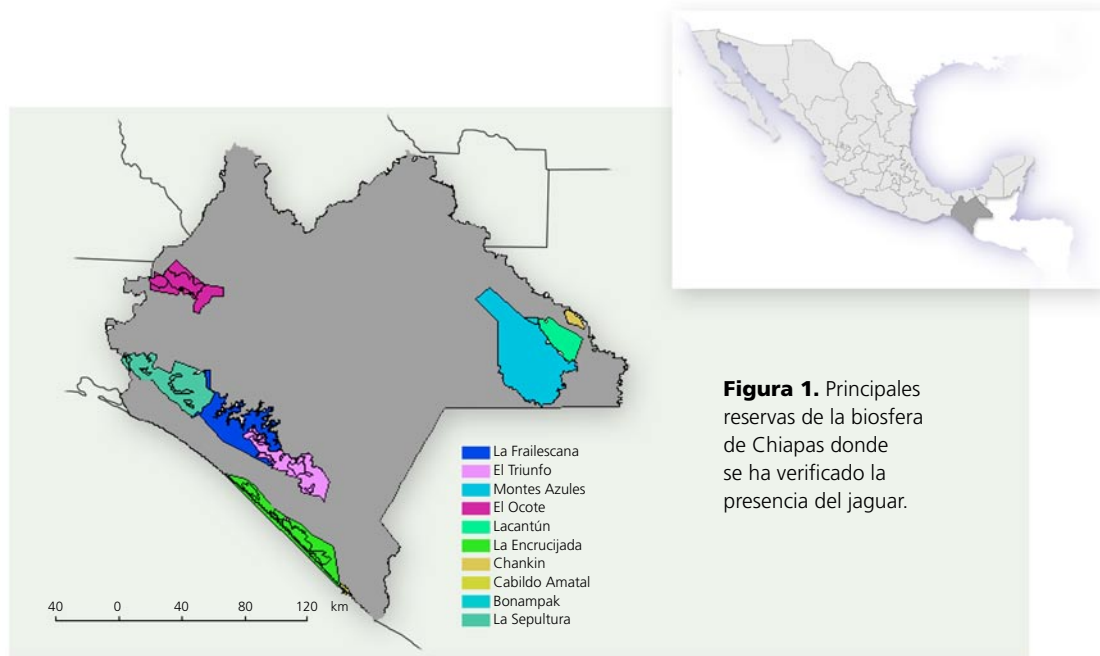 La Frailescana
El Triunfo
Montes Azules
El Ocote
Lacantún
La Encrucijada
Chankin
Cabildo Amatal
Bonampak
La Sepultura
40 0 40 80 120 km
Figura 1. Principales
reservas de la biosfera
de Chiapas donde
se ha verificado la
presencia del jaguar.